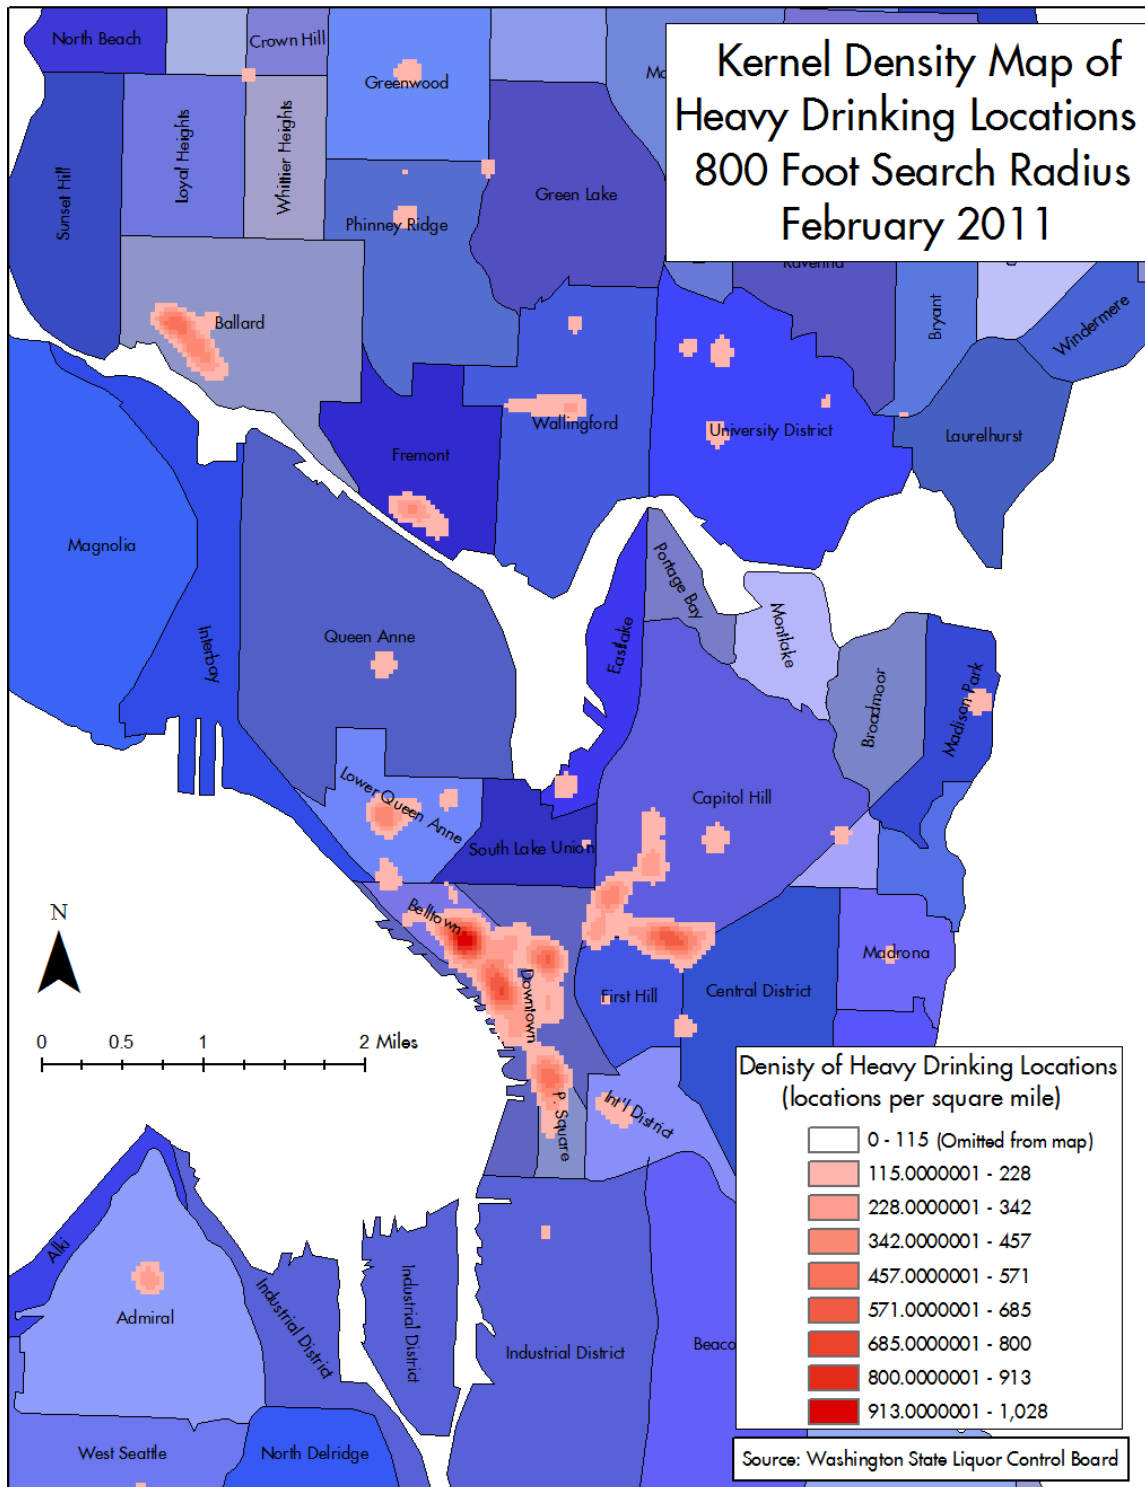 Kernel Density Map of
Heavy Drinking Locations
800 Foot Search Radius
February 2011
North Beach
Crown Hill
Greenwood
Sunset Hill
Loyal Heights
Whittier Heights
Phinney Ridge
Green Lake
Ballard
Bryant
Windermere
Wallingford
University District
Laurelhurst
Fremont
Magnolia
Portage Bay
Montlake
Interbay
Queen Anne
Eastlake
Broadmoor
Madison Park
Lower Queen Anne
Capitol Hill
South Lake Union
Belltown
N
Downtown
First Hill
Central District
Madrona
0 0.5 1 2 Miles
P. Square
Int'l District
Alki
Admiral
Industrial District
Industrial District
Industrial District
Beaco
West Seattle
North Delridge
Denisty of Heavy Drinking Locations
(locations per square mile)
0 - 115 (Omitted from map)
115.0000001 - 228
228.0000001 - 342
342.0000001 - 457
457.0000001 - 571
571.0000001 - 685
685.0000001 - 800
800.0000001 - 913
913.0000001 - 1,028
Source: Washington State Liquor Control Board